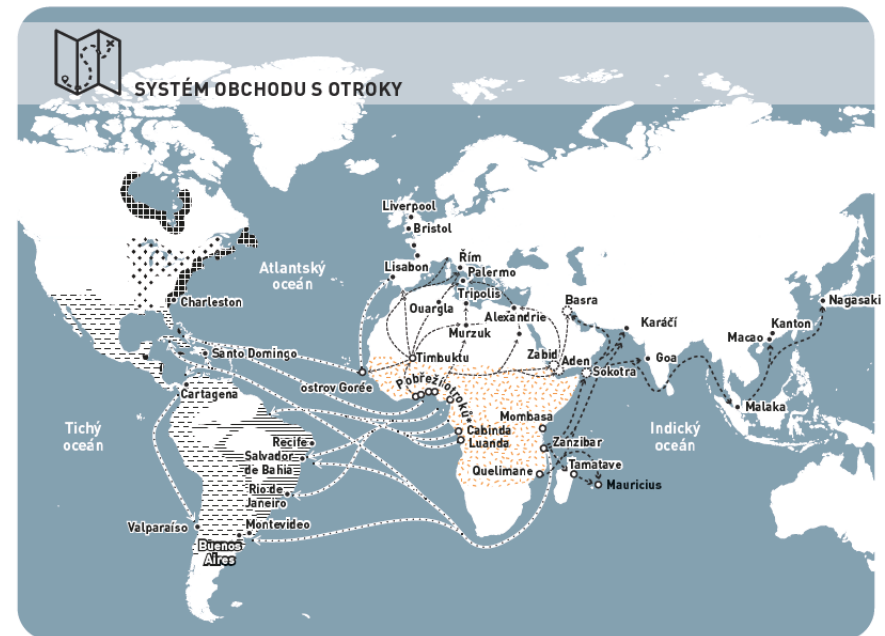 SYSTÉM OBCHODU S OTROKY
Liverpool
Bristol
Atlantský
oceán
Lisabon
Řím
Palermo
Tripolis
Ouargla
Alexandrie
Murzuk
Basra
Karáčí
Nagasaki
Kanton
Macao
Charleston
Santo Domingo
Timbuktu
Zabid
Aden
Goa
Sokotra
ostrov Gorée
Pobřeží otroků
Cartagena
Malaka
Tichý
oceán
Mombasa
Cabinda
Luanda
Indický
oceán
Recife
Salvador
de Bahia
Zanzibar
Quelimane
Tamatave
Mauricius
Rio de
Janeiro
Valparaíso
Montevideo
Buenos
Aires